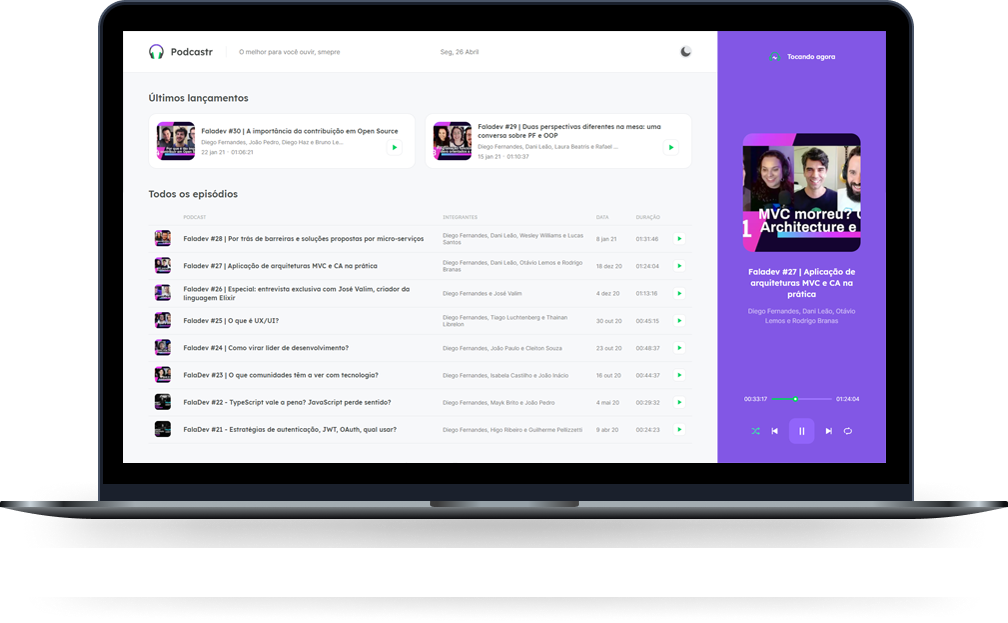 Podcastr
O melhor para você ouvir, smepre
Seg, 26 Abril
Últimos lançamentos
Faladev #30 | A importância da contribuição em Open Source
Diego Fernandes, João Pedro, Diego Haz e Bruno Le...
22 jan 21 · 01:06:21
Faladev #29 | Duas perspectivas diferentes na mesa: uma
conversa sobre PF e OOP
Diego Fernandes, Dani Leão, Laura Beatris e Rafael ...
15 jan 21 · 01:10:37
Todos os episódios
PODCAST INTEGRANTES DATA DURAÇÃO
Faladev #28 | Por trás de barreiras e soluções propostas por micro-serviços
Diego Fernandes, Dani Leão, Wesley Williams e Lucas
Santos
8 jan 21
01:31:46
Faladev #27 | Aplicação de arquiteturas MVC e CA na prática
Diego Fernandes, Dani Leão, Otávio Lemos e Rodrigo
Branas
18 dez 20
01:24:04
Faladev #26 | Especial: entrevista exclusiva com José Valim, criador da
linguagem Elixir
Diego Fernandes e José Valim
4 dez 20
01:13:16
Faladev #25 | O que é UX/UI?
Diego Fernandes, Tiago Luchtenberg e Thainan
Librelon
30 out 20
00:45:15
Faladev #24 | Como virar líder de desenvolvimento?
Diego Fernandes, João Paulo e Cleiton Souza
23 out 20
00:46:37
FalaDev #23 | O que comunidades têm a ver com tecnologia?
Diego Fernandes, Isabela Castilho e João Inácio
16 out 20
00:44:37
FalaDev #22 - TypeScript vale a pena? JavaScript perde sentido?
Diego Fernandes, Mayk Brito e João Pedro
4 mai 20
00:29:32
FalaDev #21 - Estratégias de autenticação, JWT, OAuth, qual usar?
Diego Fernandes, Higo Ribeiro e Guilherme Pellizzetti
9 abr 20
00:24:23
Tocando agora
MVC morreu?
1 Architecture e
Faladev #27 | Aplicação de
arquiteturas MVC e CA na
prática
Diego Fernandes, Dani Leão, Otávio
Lemos e Rodrigo Branas
00:33:17 01:24:04